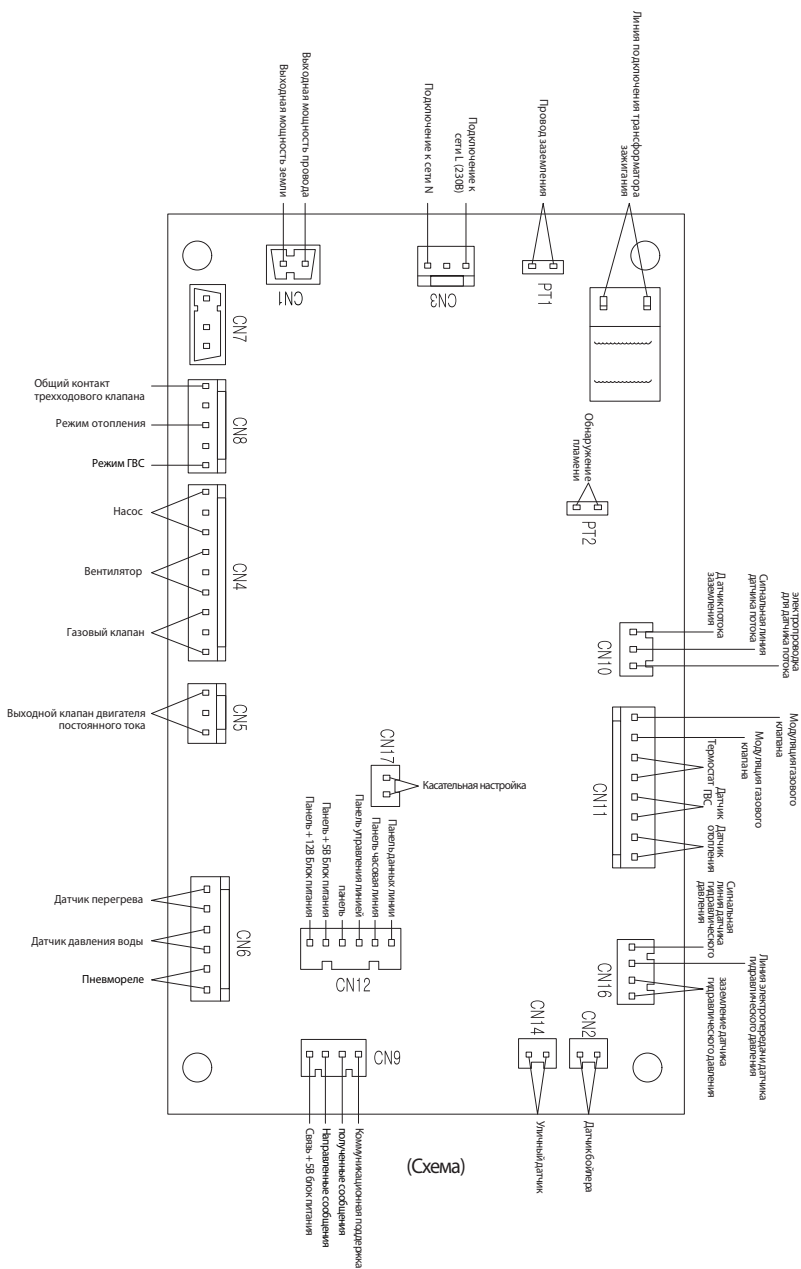 Линия подключения трансформатора
зажигания
Провод заземления
Подключение к
сети L (230В)
Подключение к сети N
Выходная мощность провода
Выходная мощность земли
PT1
CN3
CN1
CN7
Общий контакт
трехходового клапана
Режим отопления
Режим ГВС
CN8
Обнаружение
пламени
PT2
Насос
Вентилятор
Газовый клапан
CN4
электропроводка
для датчика потока
Сигнальная линия
датчика потока
Датчик потока
заземления
CN10
Выходной клапан двигателя
постоянного тока
CN5
CN17
Касательная настройка
Модуляция газового
клапана
Модуляция газового
клапана
Термостат
Датчик
ГВС
Датчик
отопления
CN11
Панель + 12В Блок питания
Панель + 5В Блок питания
панель
Панель управления линией
Панель часовая линия
Панель данных линии
CN12
Датчик перегрева
Датчик давления воды
Пневмореле
CN6
Сигнальная
линия датчика
гидравлического
давления
Линия электропередачи датчика
гидравлического давления
заземление датчика
гидравлического давления
CN16
CN2
CN14
CN9
Датчик бойлера
Уличный датчик
Коммуникационная поддержка
полученные сообщения
Направленные сообщения
Связь + 5В блок питания
(Схема)